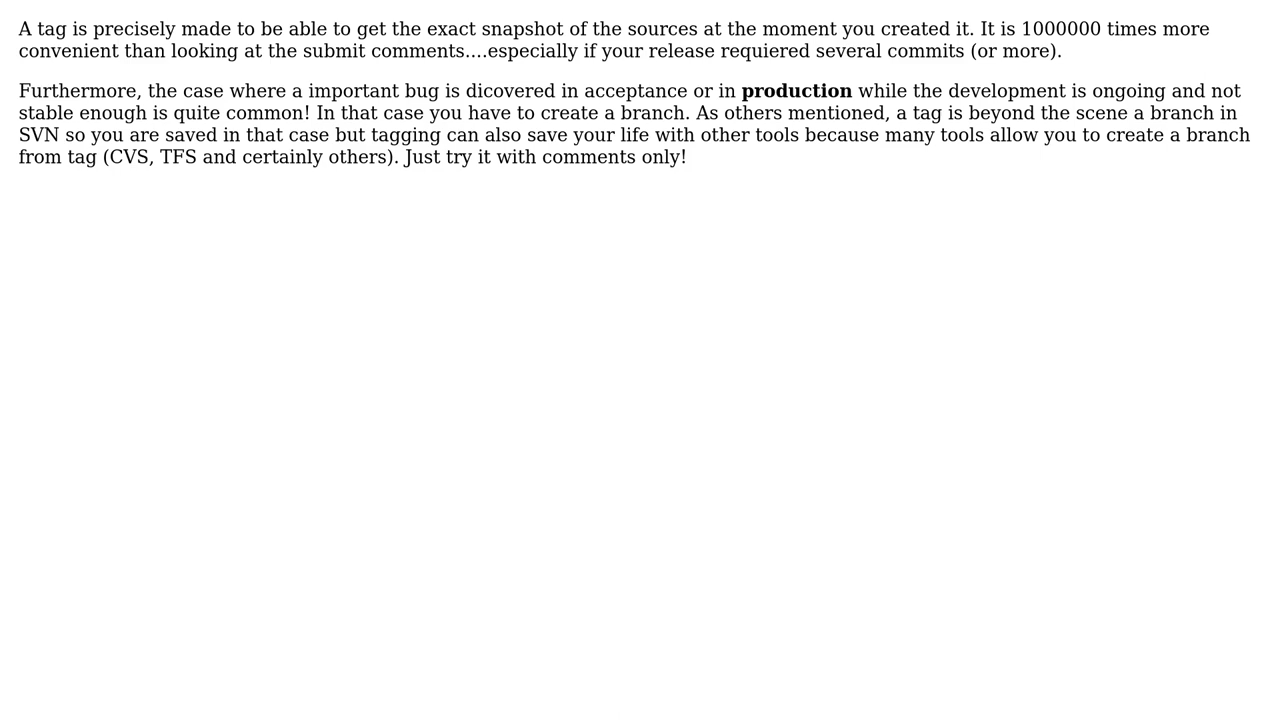 A tag is precisely made to be able to get the exact snapshot of the sources at the moment you created it. It is 1000000 times more
convenient than looking at the submit comments....especially if your release requiered several commits (or more).
Furthermore, the case where a important bug is dicovered in acceptance or in production while the development is ongoing and not
stable enough is quite common! In that case you have to create a branch. As others mentioned, a tag is beyond the scene a branch in
SVN so you are saved in that case but tagging can also save your life with other tools because many tools allow you to create a branch
from tag (CVS, TFS and certainly others). Just try it with comments only!